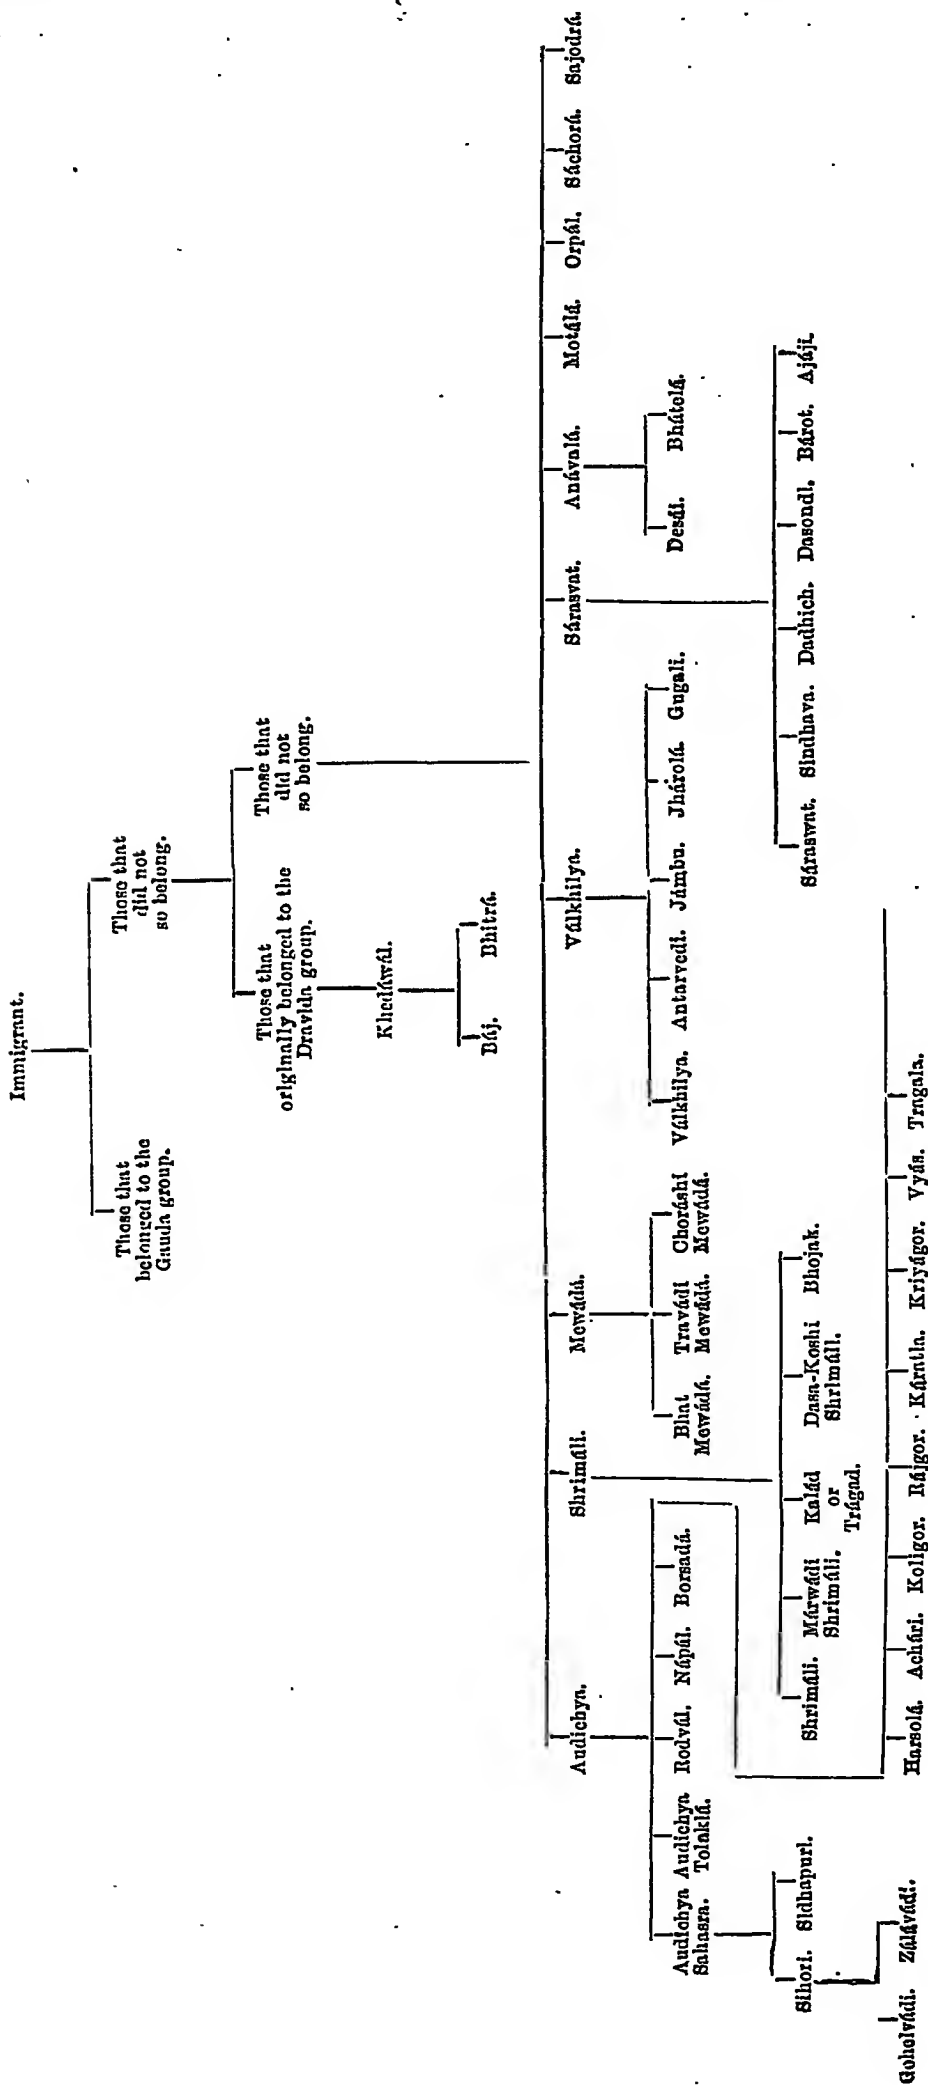 Immigrant.
Those that
belonged to the
Gauda group.
Those that
did not
so belong.
Those that
originally belonged to the
Dravida group.
Those that
did not
so belong.
Khedáwál.
Báj. Bhitrá.
Audichya. Shrimáli. Mewádá. Válkhilya. Sárasvat. Anávalá. Motálá. Orpál. Sáchorá. Sajodrá.
Audichya Audichya Rodvál. Nápál. Borsadá.
Sahasra. Tolakiá.
Bhat Travádi Choráshi
Mewádá. Mewádá. Mewádá.
Válkhilya. Antarvedi. Jámbu. Jhárolá. Gugali.
Desái. Bhátelá.
Sihori. Sidhapuri.
Shrimáli. Márwádi Kalád Dasa-Koshi Bhojak.
Shrimáli. or Shrimáli.
Trágad.
Sáraswat. Sindhava. Dadhich. Dasondi. Bárot. Ajáji.
Goholvádi. Zálávádi.
Harsolá. Achári. Koligor. Rájgor. Káratla. Kriyágor. Vyás. Tragala.